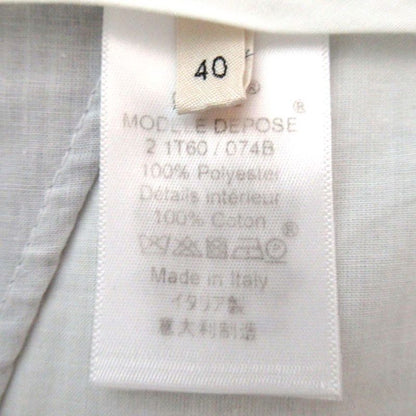 40
®
MODELE DEPOSE ®
2 1T60 / 074B
100% Polyester
Détails intérieur
100% Coton ®
Made in Italy
イタリア製
意大利制造